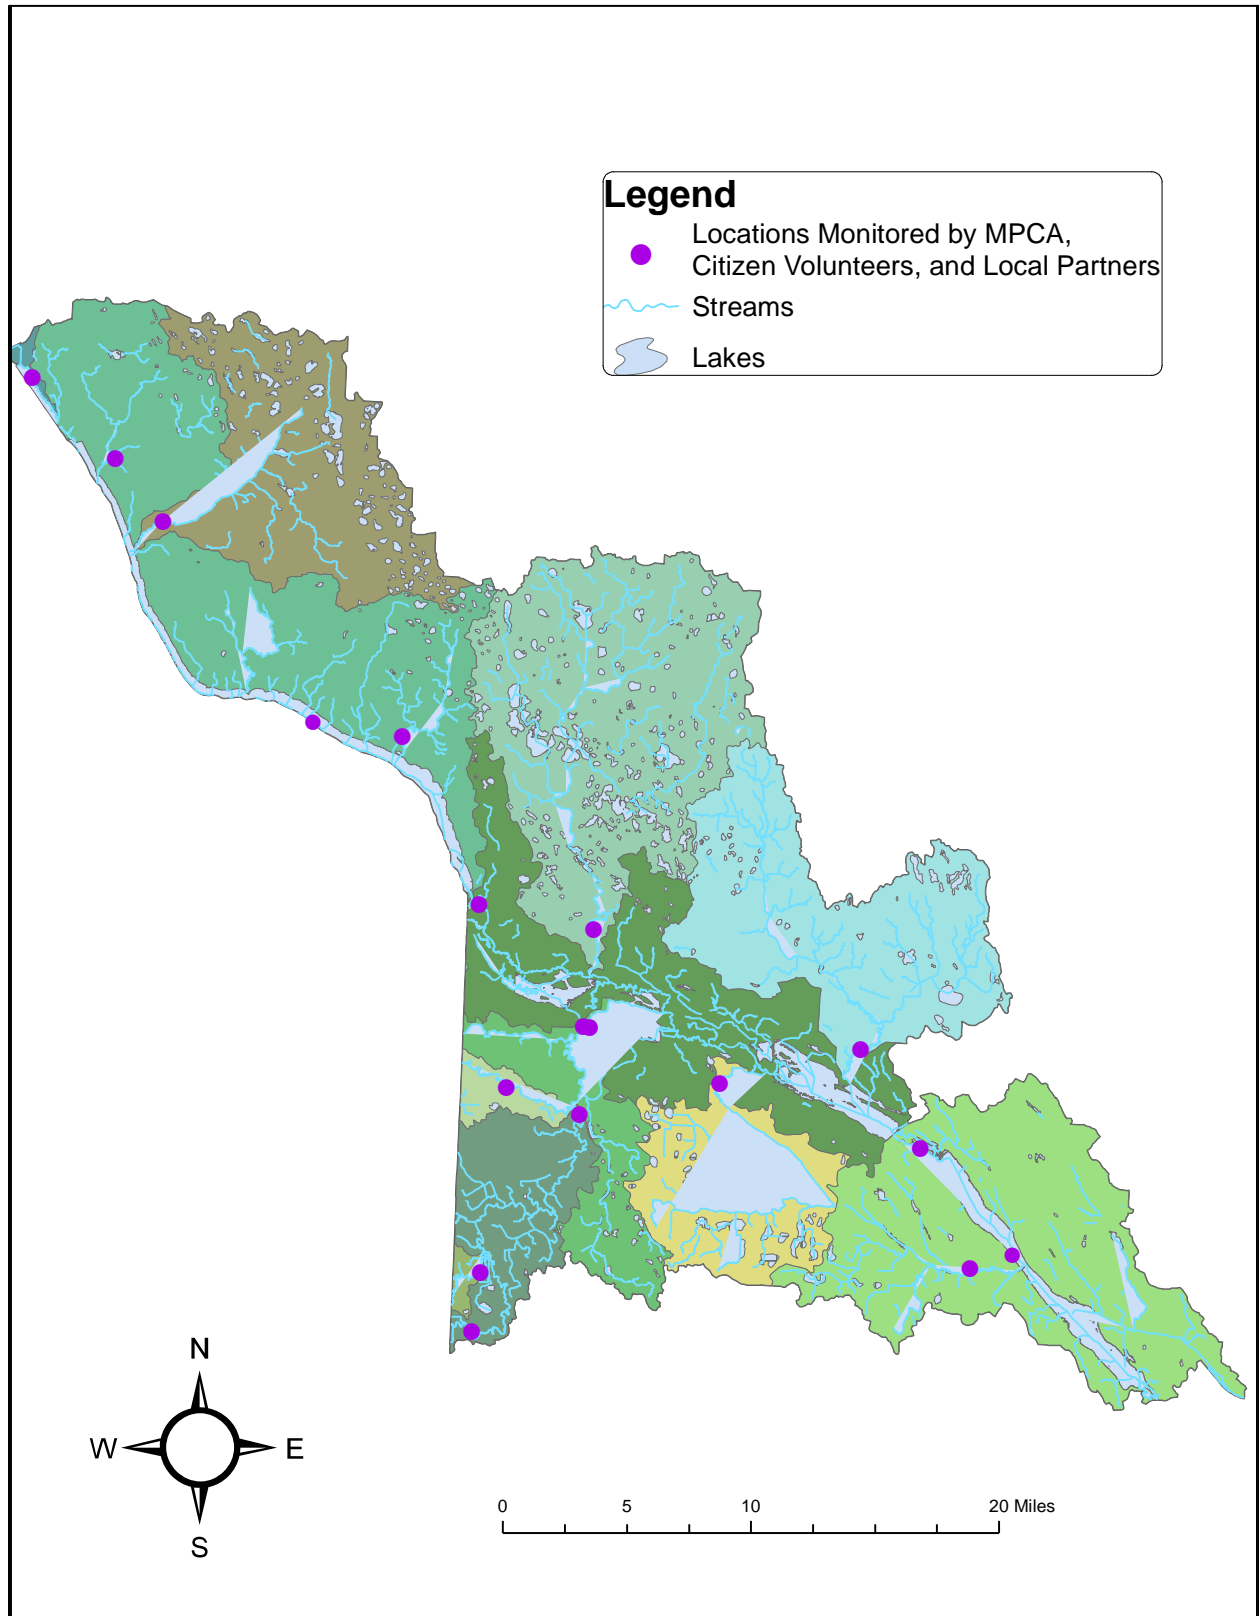 Legend
Locations Monitored by MPCA,
Citizen Volunteers, and Local Partners
Streams
Lakes
N
W E
S
0 5 10 20 Miles